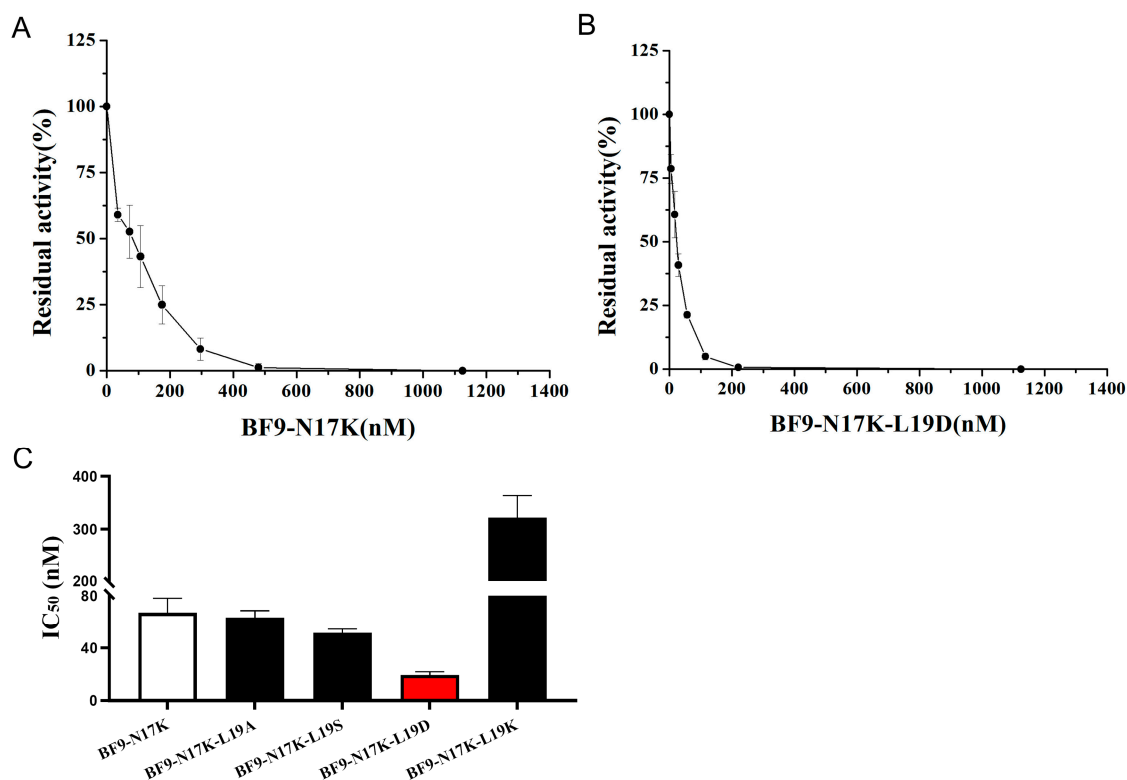 A
125
100
75
50
25
0
Residual activity(%)
0 200 400 600 800 1000 1200 1400
BF9-N17K(nM)
B
125
100
75
50
25
0
Residual activity(%)
0 200 400 600 800 1000 1200 1400
BF9-N17K-L19D(nM)
C
400
300
200
80
40
0
IC50 (nM)
BF9-N17K
BF9-N17K-L19A
BF9-N17K-L19S
BF9-N17K-L19D
BF9-N17K-L19K